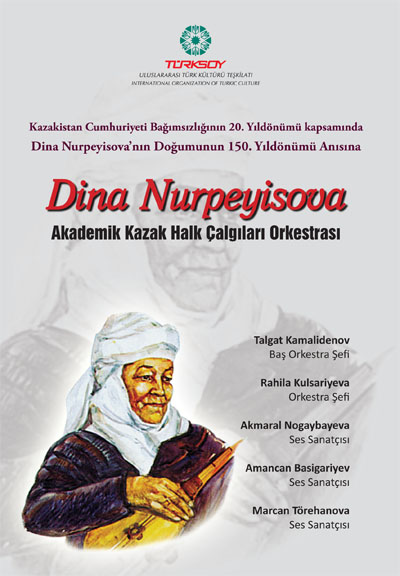 TÜRKSOY
ULUSLARARASI TÜRK KÜLTÜRÜ TEŞKİLATI
INTERNATIONAL ORGANIZATION OF TURKIC CULTURE
Kazakistan Cumhuriyeti Bağımsızlığının 20. Yıldönümü kapsamında
Dina Nurpeyisova'nın Doğumunun 150. Yıldönümü Anısına
Dina Nurpeyisova
Akademik Kazak Halk Çalgıları Orkestrası
Talgat Kamalidenov
Baş Orkestra Şefi
Rahila Kulsariyeva
Orkestra Şefi
Akmaral Nogaybayeva
Ses Sanatçısı
Amancan Basigariyev
Ses Sanatçısı
Marcan Törehanova
Ses Sanatçısı